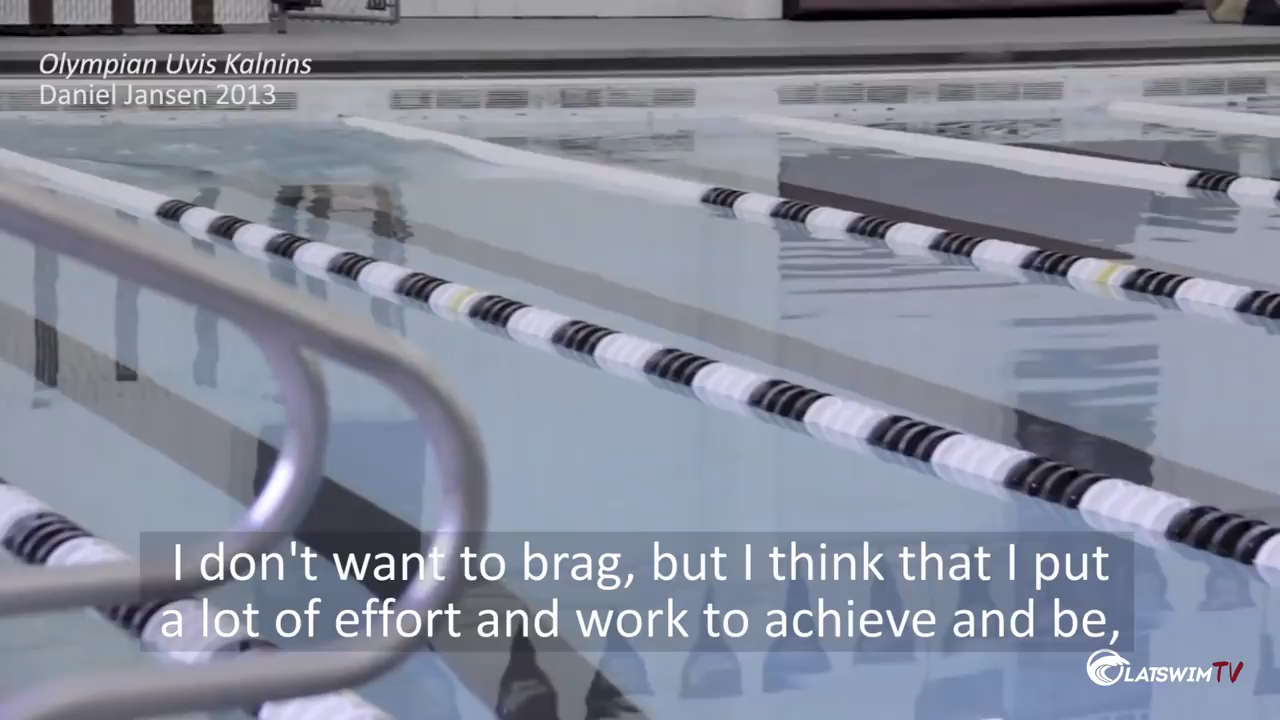 Olympian Uvis Kalnins
Daniel Jansen 2013
I don't want to brag, but I think that I put
a lot of effort and work to achieve and be,
LATSWIMTV